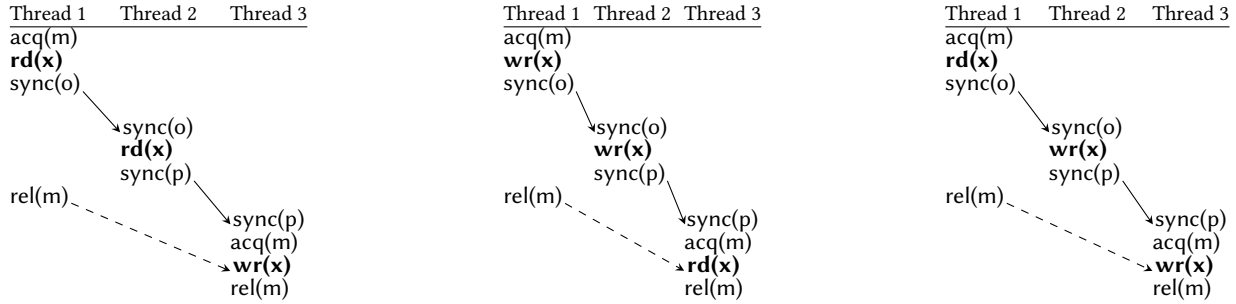 Thread 1 Thread 2 Thread 3
acq(m)
rd(x)
sync(o)
sync(o)
rd(x)
sync(p)
rel(m)
sync(p)
acq(m)
wr(x)
rel(m)
Thread 1 Thread 2 Thread 3
acq(m)
wr(x)
sync(o)
sync(o)
wr(x)
sync(p)
rel(m)
sync(p)
acq(m)
rd(x)
rel(m)
Thread 1 Thread 2 Thread 3
acq(m)
rd(x)
sync(o)
sync(o)
wr(x)
sync(p)
rel(m)
sync(p)
acq(m)
wr(x)
rel(m)